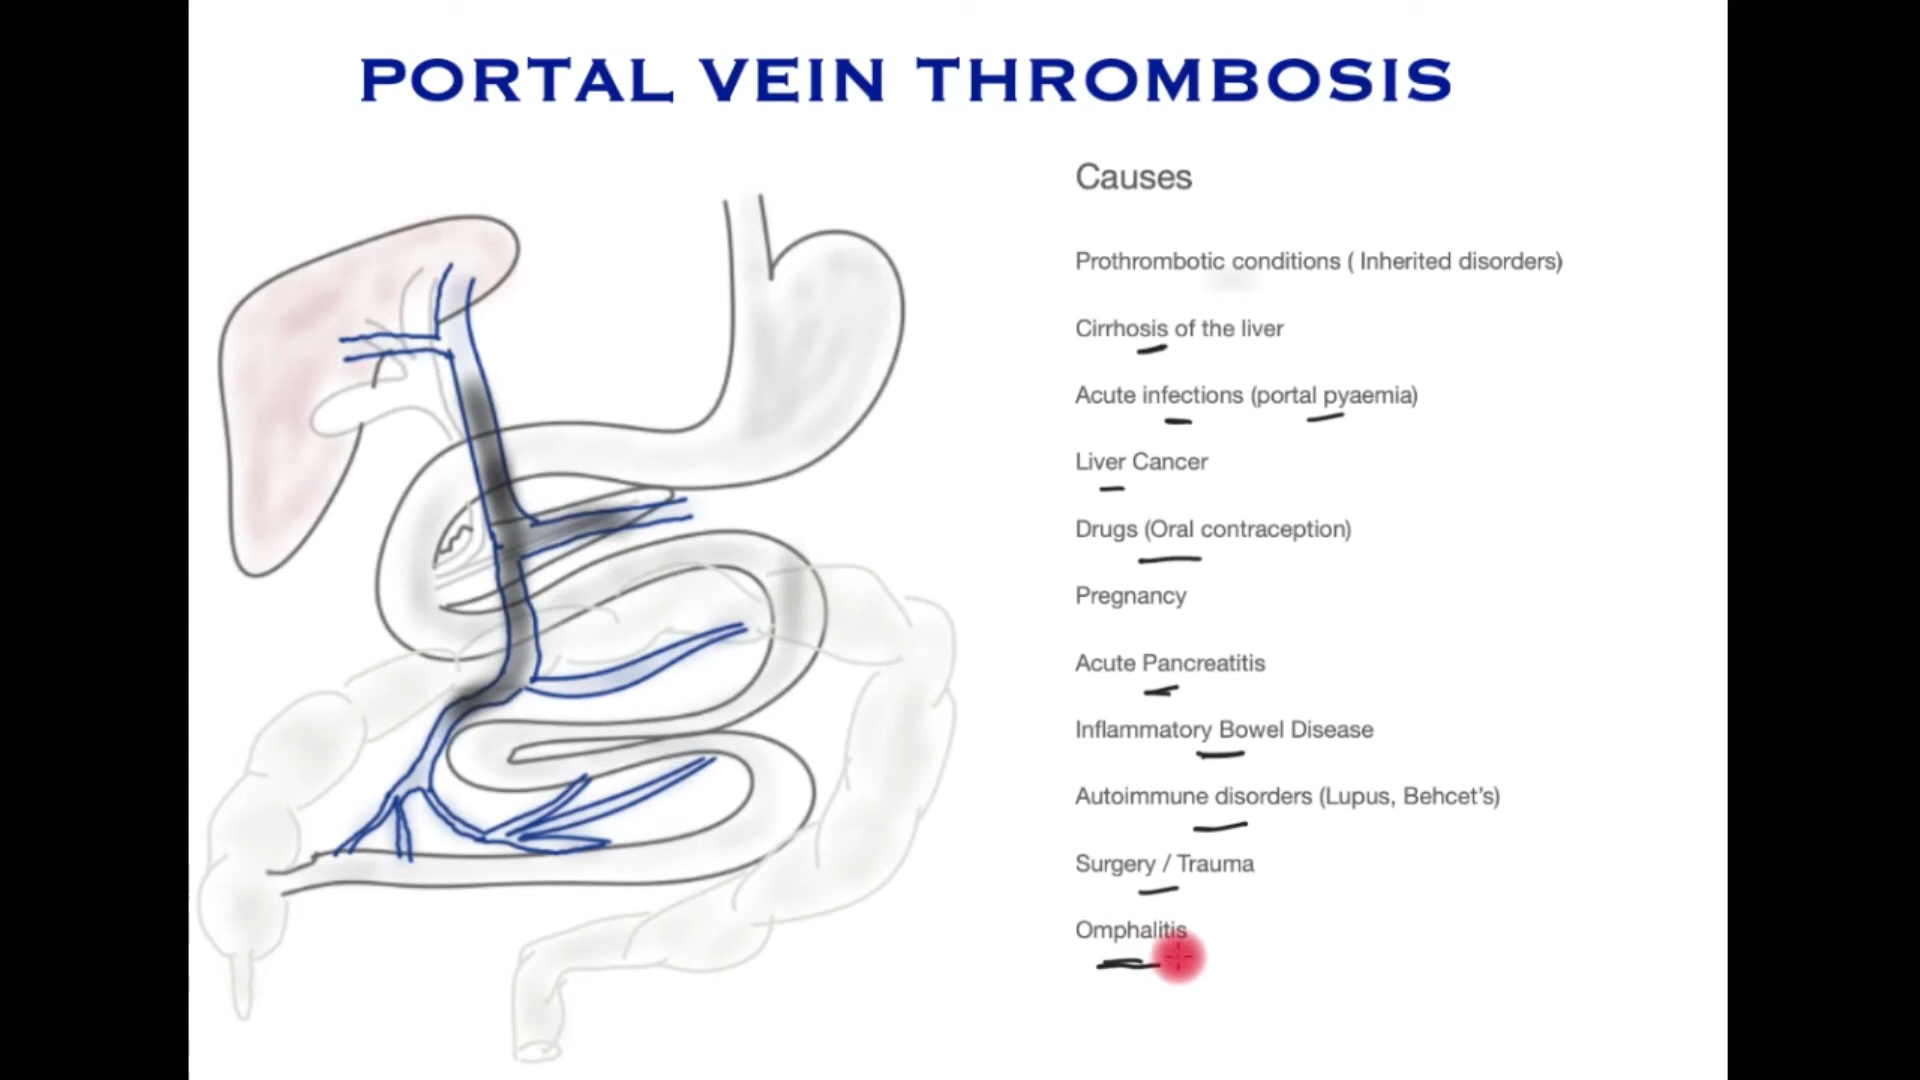 PORTAL VEIN THROMBOSIS
Causes
Prothrombotic conditions ( Inherited disorders)
Cirrhosis of the liver
Acute infections (portal pyaemia)
Liver Cancer
Drugs (Oral contraception)
Pregnancy
Acute Pancreatitis
Inflammatory Bowel Disease
Autoimmune disorders (Lupus, Behcet’s)
Surgery / Trauma
Omphalitis